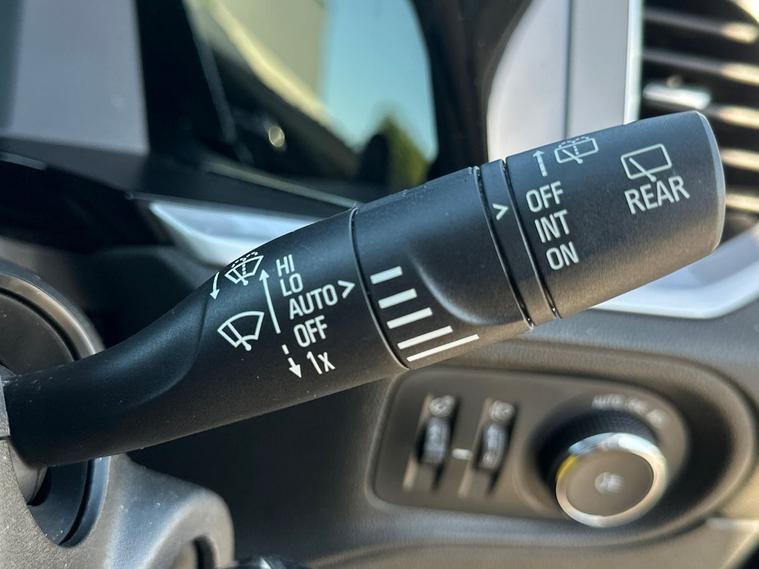 HI
LO
AUTO
OFF
1x
OFF
INT
ON
REAR